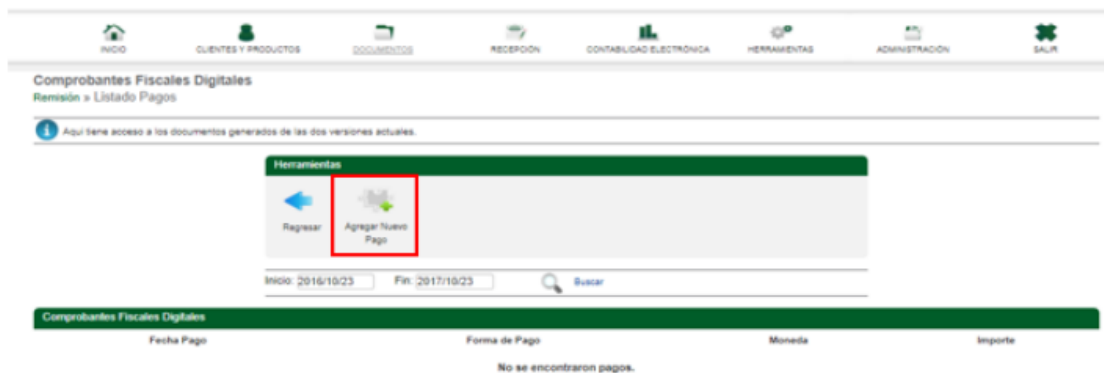 INICIO CLIENTES Y PRODUCTOS DOCUMENTOS RECEPCIÓN CONTABILIDAD ELECTRÓNICA HERRAMIENTAS ADMINISTRACIÓN SALIR
Comprobantes Fiscales Digitales
Remisión » Listado Pagos
Aquí tiene acceso a los documentos generados de las dos versiones actuales.
Herramientas
Regresar
Agregar Nuevo
Pago
Inicio: 2016/10/23 Fin: 2017/10/23 Buscar
Comprobantes Fiscales Digitales
Fecha Pago Forma de Pago Moneda Importe
No se encontraron pagos.